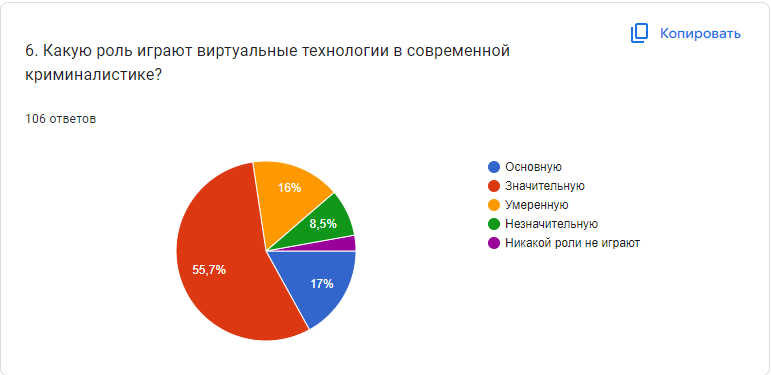 Копировать
6. Какую роль играют виртуальные технологии в современной
криминалистике?
106 ответов
Основную
Значительную
Умеренную
Незначительную
Никакой роли не играют
16%
8,5%
55,7%
17%